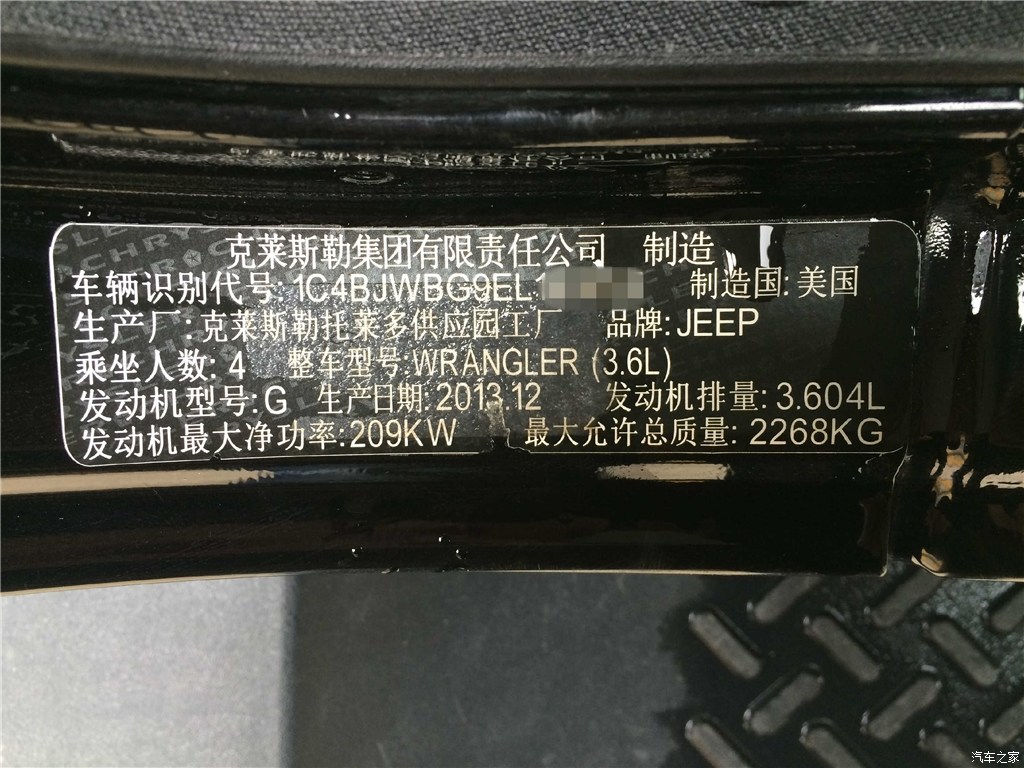 克莱斯勒集团有限责任公司 制造
车辆识别代号: 1C4BJWBG9EL1 制造国: 美国
生产厂: 克莱斯勒托莱多供应园工厂 品牌: JEEP
乘坐人数: 4 整车型号: WRANGLER (3.6L)
发动机型号: G 生产日期: 2013.12 发动机排量: 3.604L
发动机最大净功率: 209KW 最大允许总质量: 2268KG
汽车之家